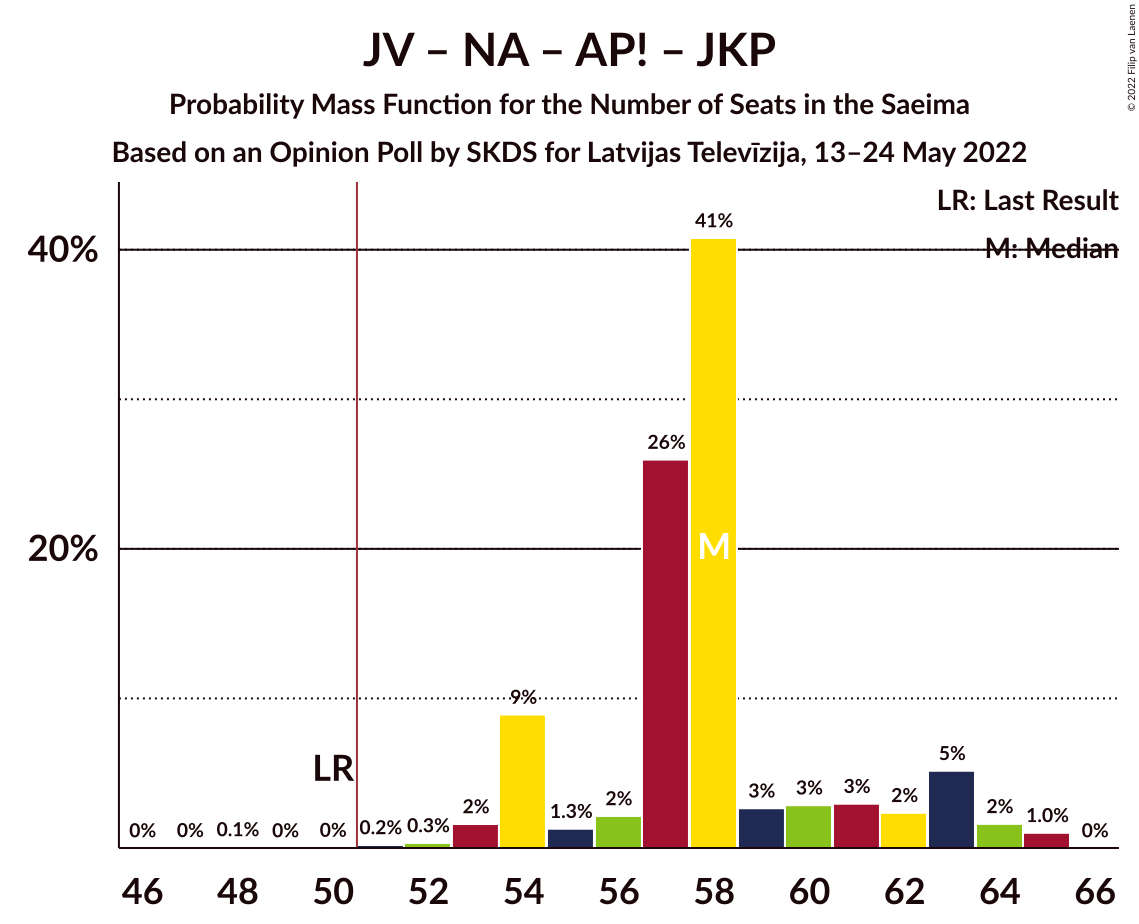 JV – NA – AP! – JKP
Probability Mass Function for the Number of Seats in the Saeima
Based on an Opinion Poll by SKDS for Latvijas Televīzija, 13–24 May 2022
© 2022 Filip van Laenen
LR: Last Result
M: Median
40%
20%
LR
M
0%
0%
0.1%
0%
0%
0.2%
0.3%
2%
9%
1.3%
2%
26%
41%
3%
3%
3%
2%
5%
2%
1.0%
0%
46 48 50 52 54 56 58 60 62 64 66